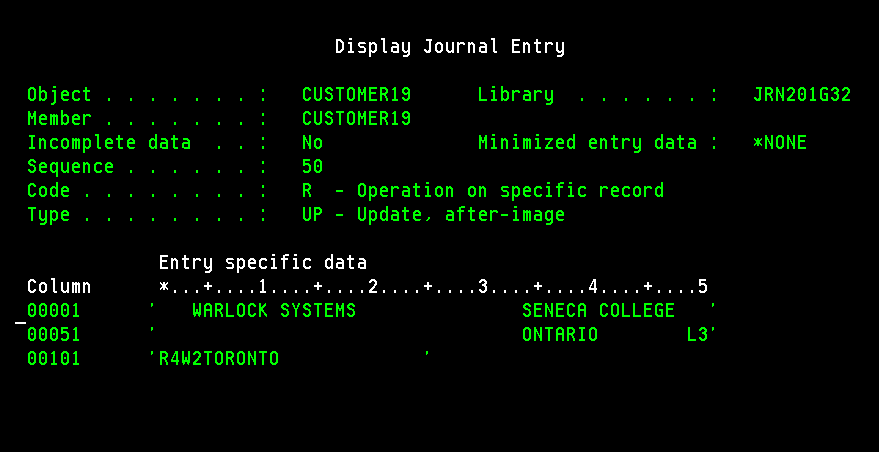 Display Journal Entry
Object . . . . . . . : CUSTOMER19 Library . . . . . . : JRN201G32
Member . . . . . . . : CUSTOMER19
Incomplete data . . : No Minimized entry data : *NONE
Sequence . . . . . . : 50
Code . . . . . . . . : R - Operation on specific record
Type . . . . . . . . : UP - Update, after-image
Entry specific data
Column *...+....1....+....2....+....3....+....4....+....5
00001 ' WARLOCK SYSTEMS SENECA COLLEGE '
00051 ' ONTARIO L3'
00101 'R4W2TORONTO '